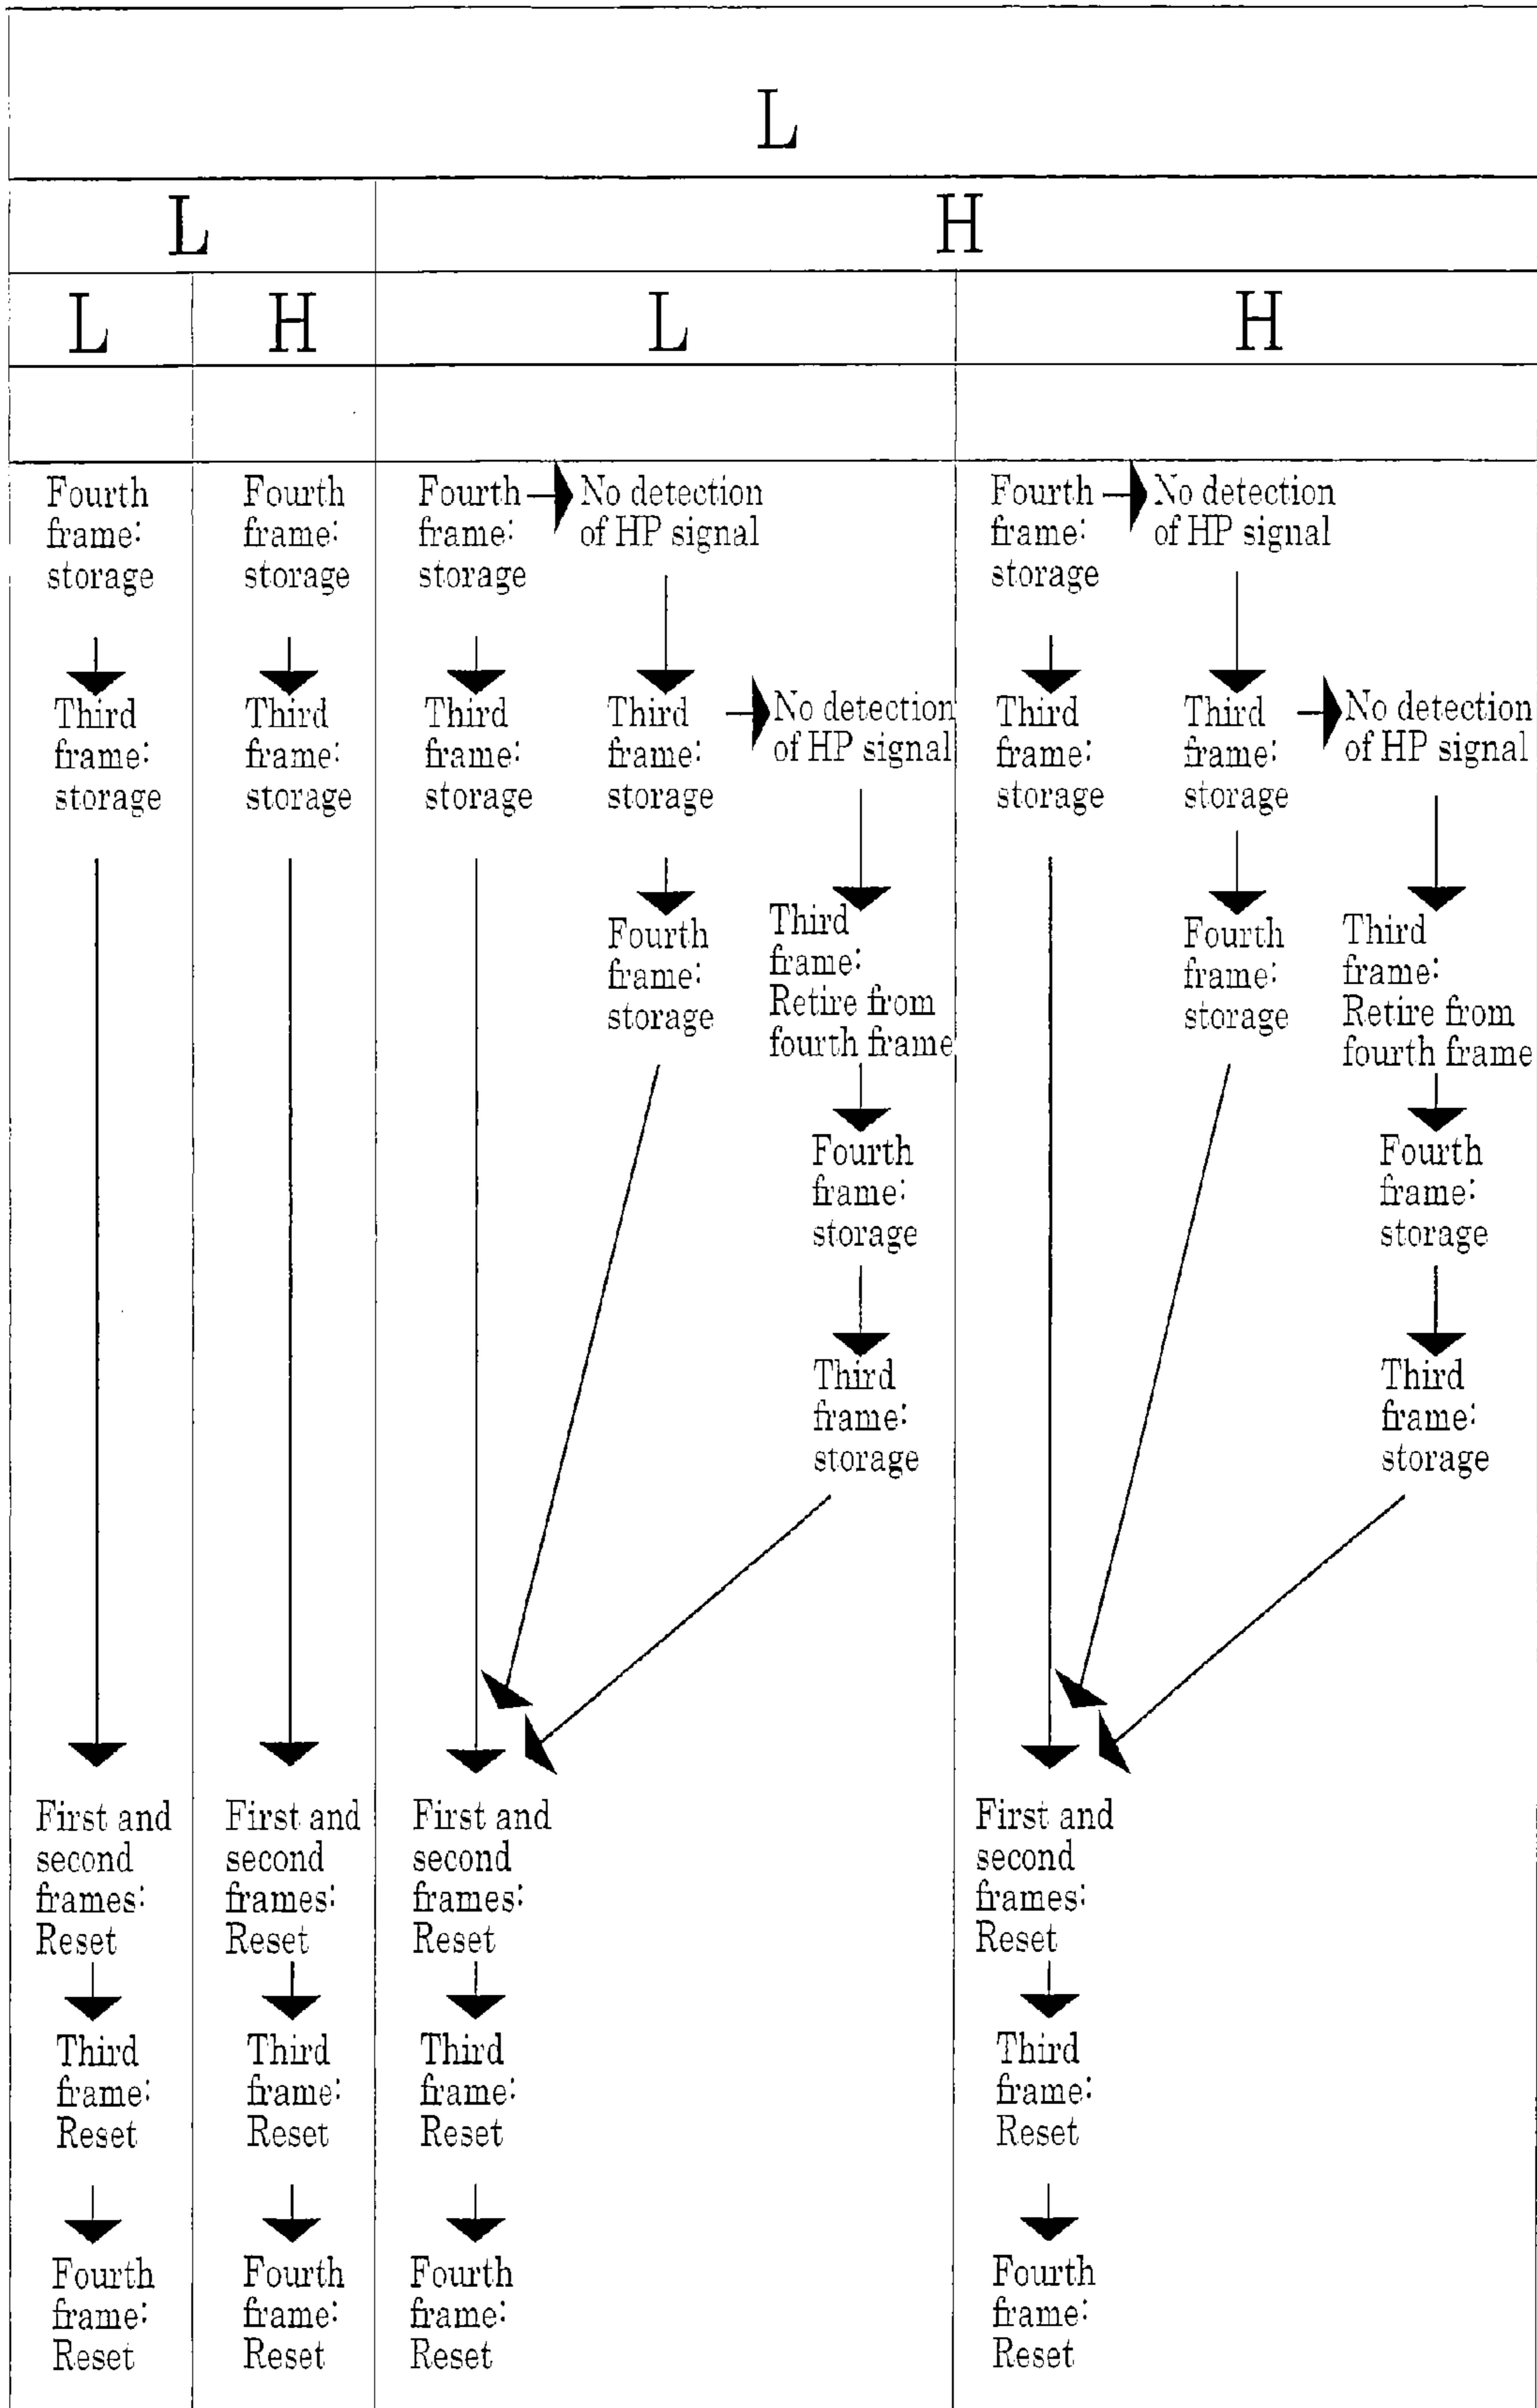 L
L
H
L
H
L
H
Fourth
frame:
storage
Third
frame:
storage
First and
second
frames:
Reset
Third
frame:
Reset
Fourth
frame:
Reset
Fourth
frame:
storage
Third
frame:
storage
First and
second
frames:
Reset
Third
frame:
Reset
Fourth
frame:
Reset
Fourth
frame:
storage
Third
frame:
storage
First and
second
frames:
Reset
Third
frame:
Reset
Fourth
frame:
Reset
No detection
of HP signal
Third
frame:
storage
Fourth
frame:
storage
No detection
of HP signal
Third
frame:
Retire from
fourth frame
Fourth
frame:
storage
Third
frame:
storage
Fourth
frame:
storage
Third
frame:
storage
First and
second
frames:
Reset
Third
frame:
Reset
Fourth
frame:
Reset
No detection
of HP signal
Third
frame:
storage
Fourth
frame:
storage
No detection
of HP signal
Third
frame:
Retire from
fourth frame
Fourth
frame:
storage
Third
frame:
storage